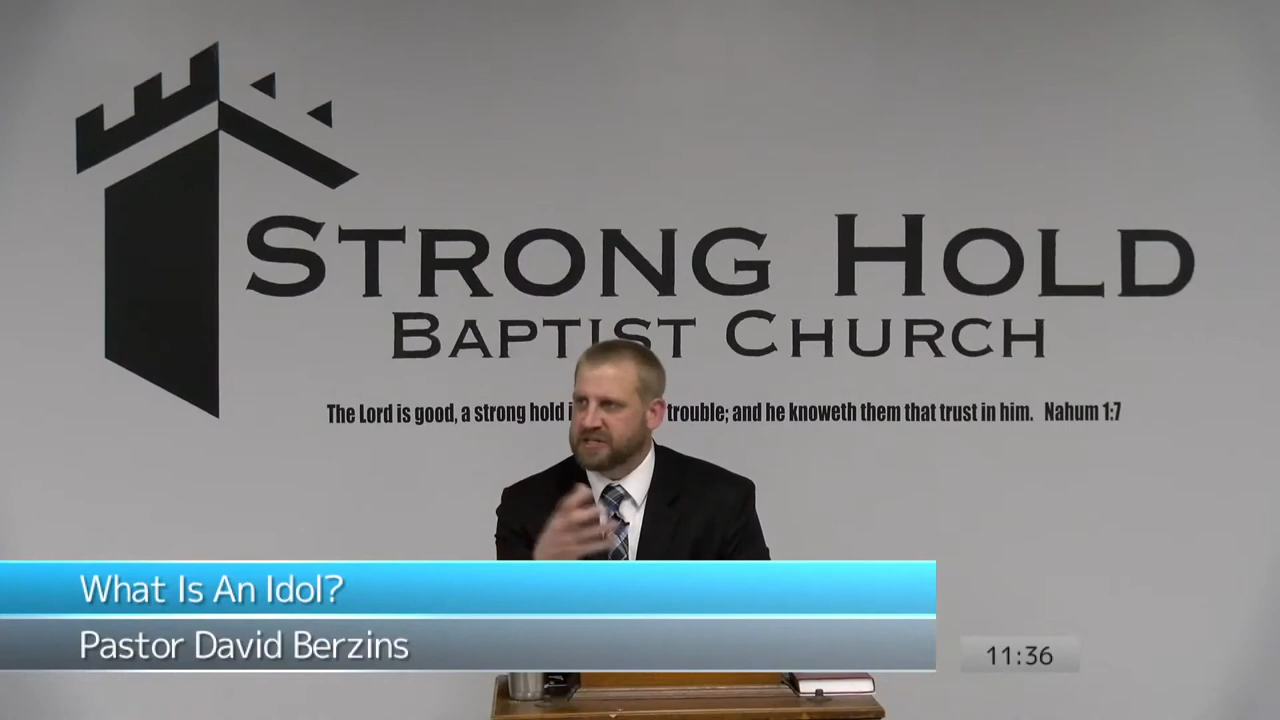 STRONG HOLD
BAPTIST CHURCH
The Lord is good, a strong hold i trouble; and he knoweth them that trust in him. Nahum 1:7
What Is An Idol?
Pastor David Berzins
11:36